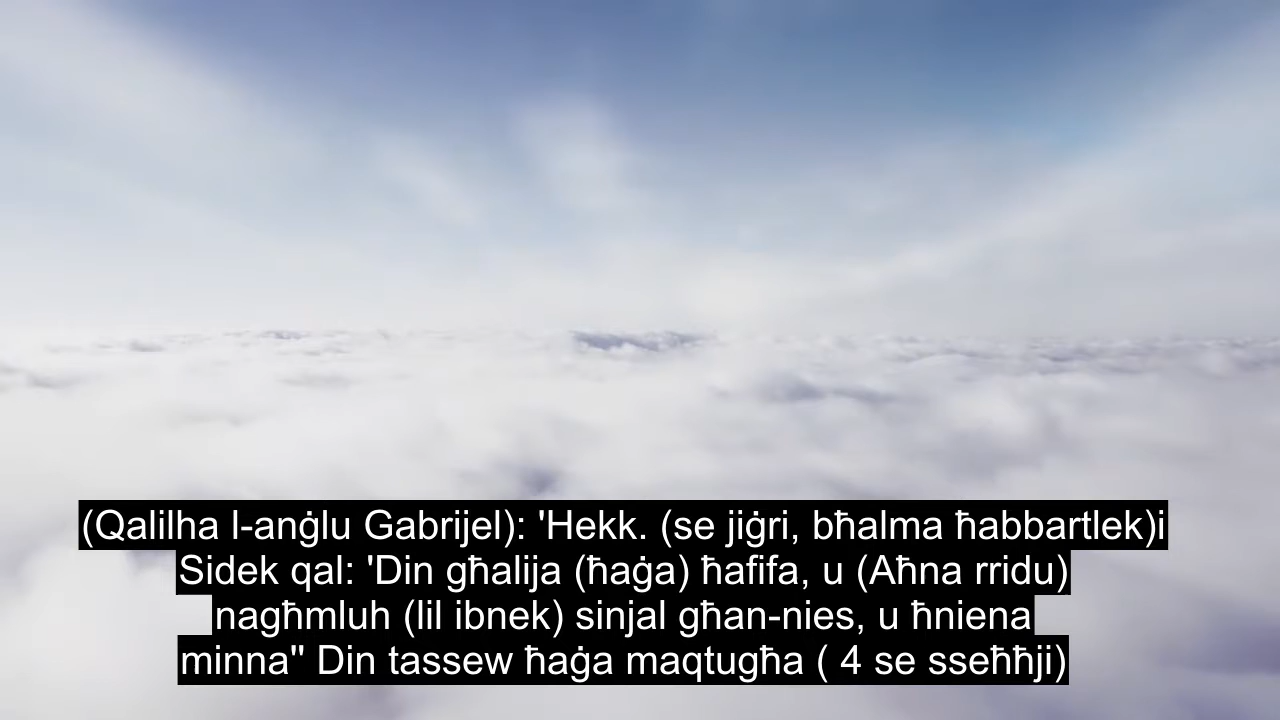 (Qalilha l-anġlu Gabrijel): 'Hekk. (se jiġri, bħalma ħabbartlek)i
Sidek qal: 'Din għalija (ħaġa) ħafifa, u (Aħna rridu)
nagħmluh (lil ibnek) sinjal għan-nies, u ħniena
minna'' Din tassew ħaġa maqtugħa ( 4 se sseħħji)